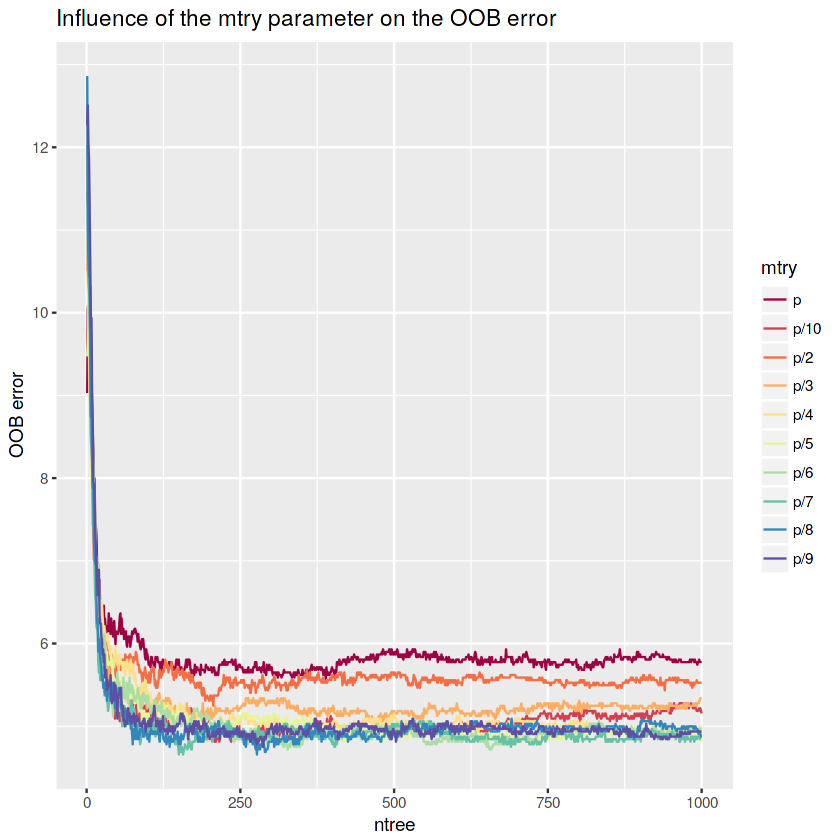 Influence of the mtry parameter on the OOB error
12
10
8
6
OOB error
0 250 500 750 1000
ntree
mtry
p
p/10
p/2
p/3
p/4
p/5
p/6
p/7
p/8
p/9